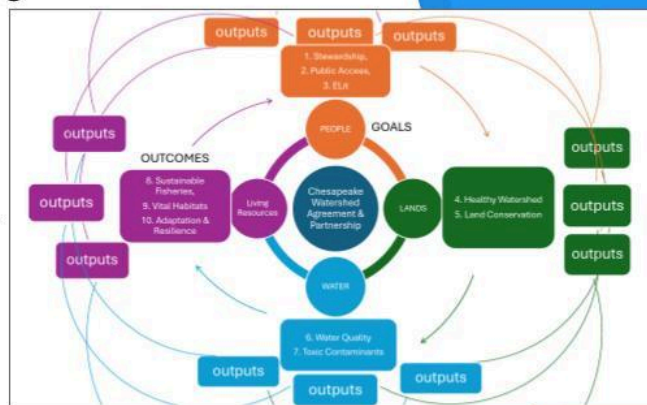 outputs
outputs
outputs
1. Stewardship,
2. Public Access,
3. ELit
PEOPLE
GOALS
outputs
outputs
outputs
OUTCOMES
8. Sustainable
Fisheries,
9. Vital Habitats
10. Adaptation &
Resilience
Living
Resources
Chesapeake
Watershed
Agreement &
Partnership
LANDS
4. Healthy Watershed
5. Land Conservation
outputs
outputs
outputs
WATER
6. Water Quality
7. Toxic Contaminants
outputs
outputs
outputs